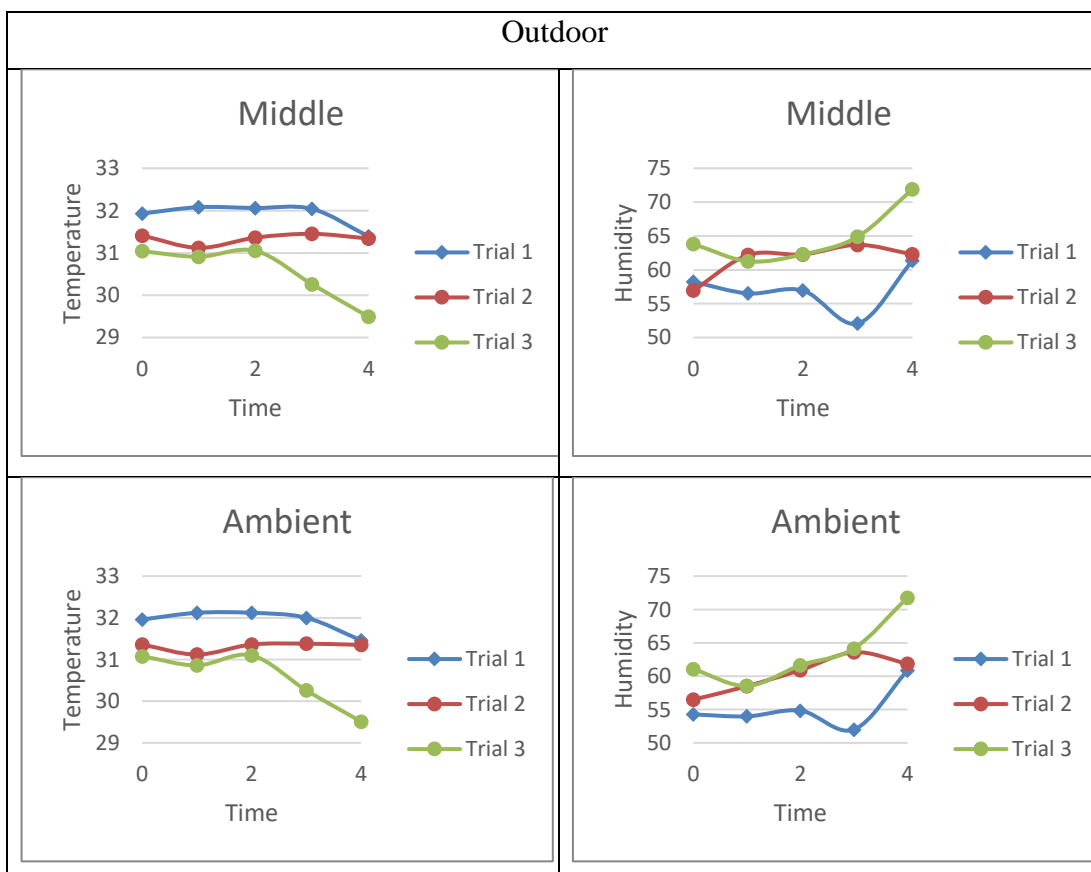 Outdoor
Middle
33
32
31
30
29
0 2 4
Temperature
Time
Trial 1
Trial 2
Trial 3
Middle
75
70
65
60
55
50
0 2 4
Humidity
Time
Trial 1
Trial 2
Trial 3
Ambient
33
32
31
30
29
0 2 4
Temperature
Time
Trial 1
Trial 2
Trial 3
Ambient
75
70
65
60
55
50
0 2 4
Humidity
Time
Trial 1
Trial 2
Trial 3